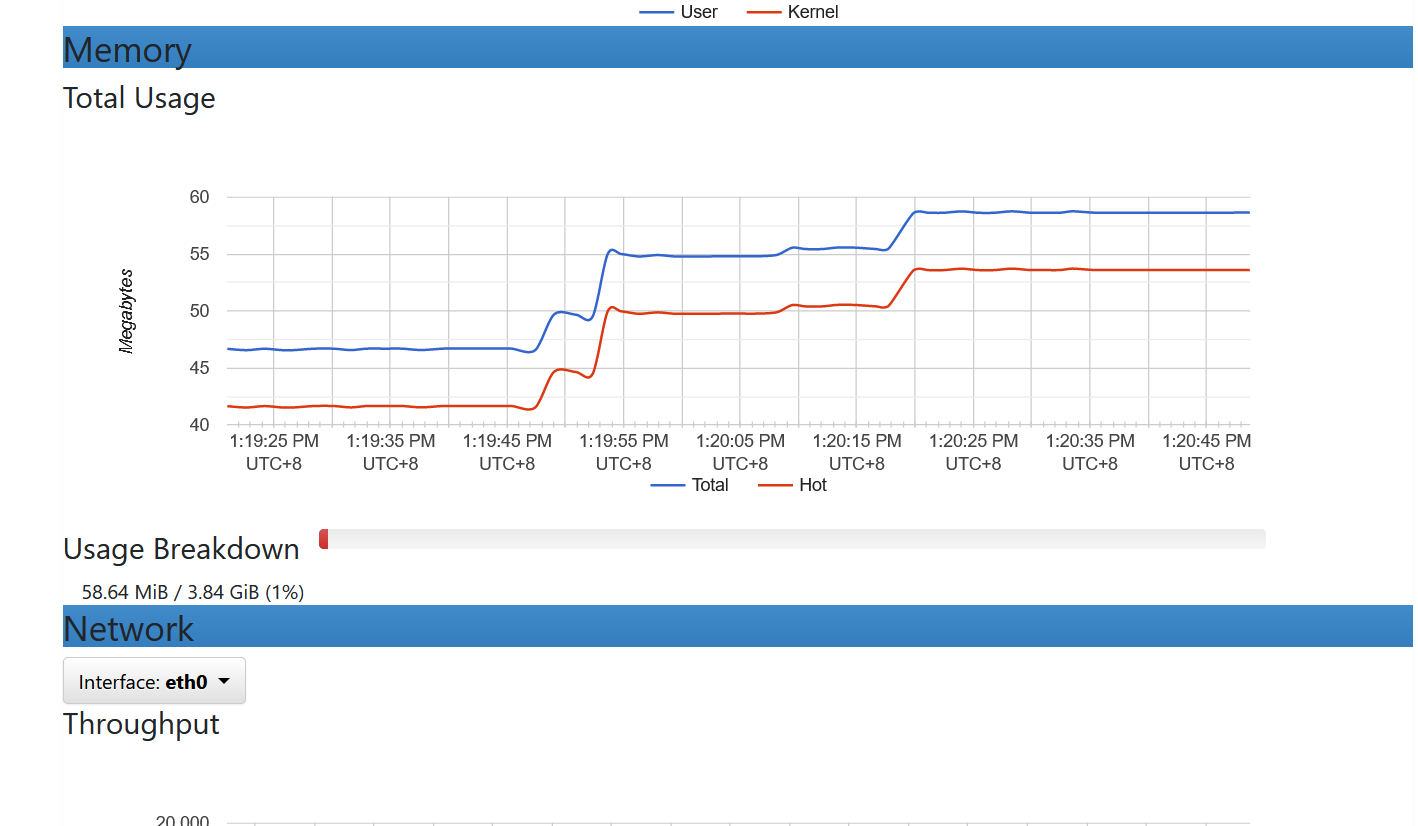 User Kernel
Memory
Total Usage
60
55
50
45
40
Megabytes
1:19:25 PM 1:19:35 PM 1:19:45 PM 1:19:55 PM 1:20:05 PM 1:20:15 PM 1:20:25 PM 1:20:35 PM 1:20:45 PM
UTC+8 UTC+8 UTC+8 UTC+8 UTC+8 UTC+8 UTC+8 UTC+8 UTC+8
Total Hot
Usage Breakdown
58.64 MiB / 3.84 GiB (1%)
Network
Interface: eth0
Throughput
20,000